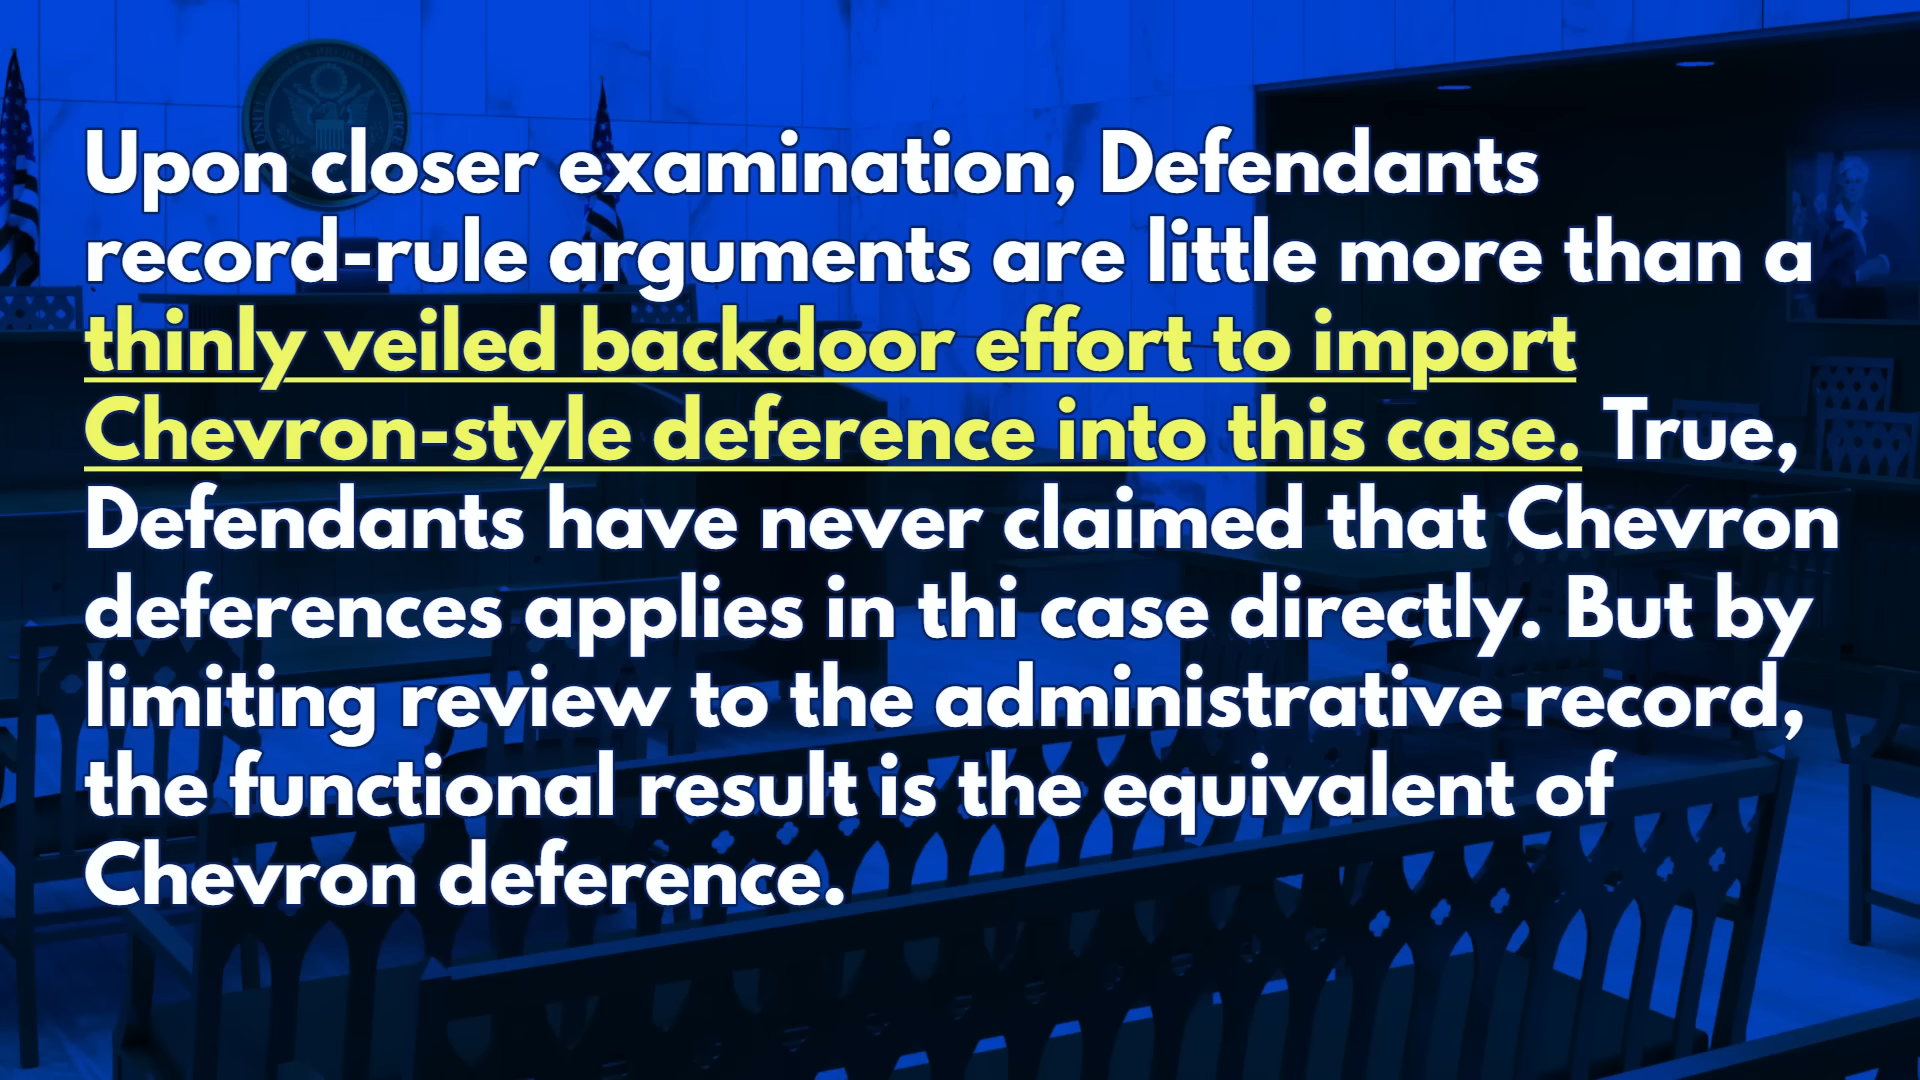 Upon closer examination, Defendants
record-rule arguments are little more than a
thinly veiled backdoor effort to import
Chevron-style deference into this case. True,
Defendants have never claimed that Chevron
deferences applies in thi case directly. But by
limiting review to the administrative record,
the functional result is the equivalent of
Chevron deference.